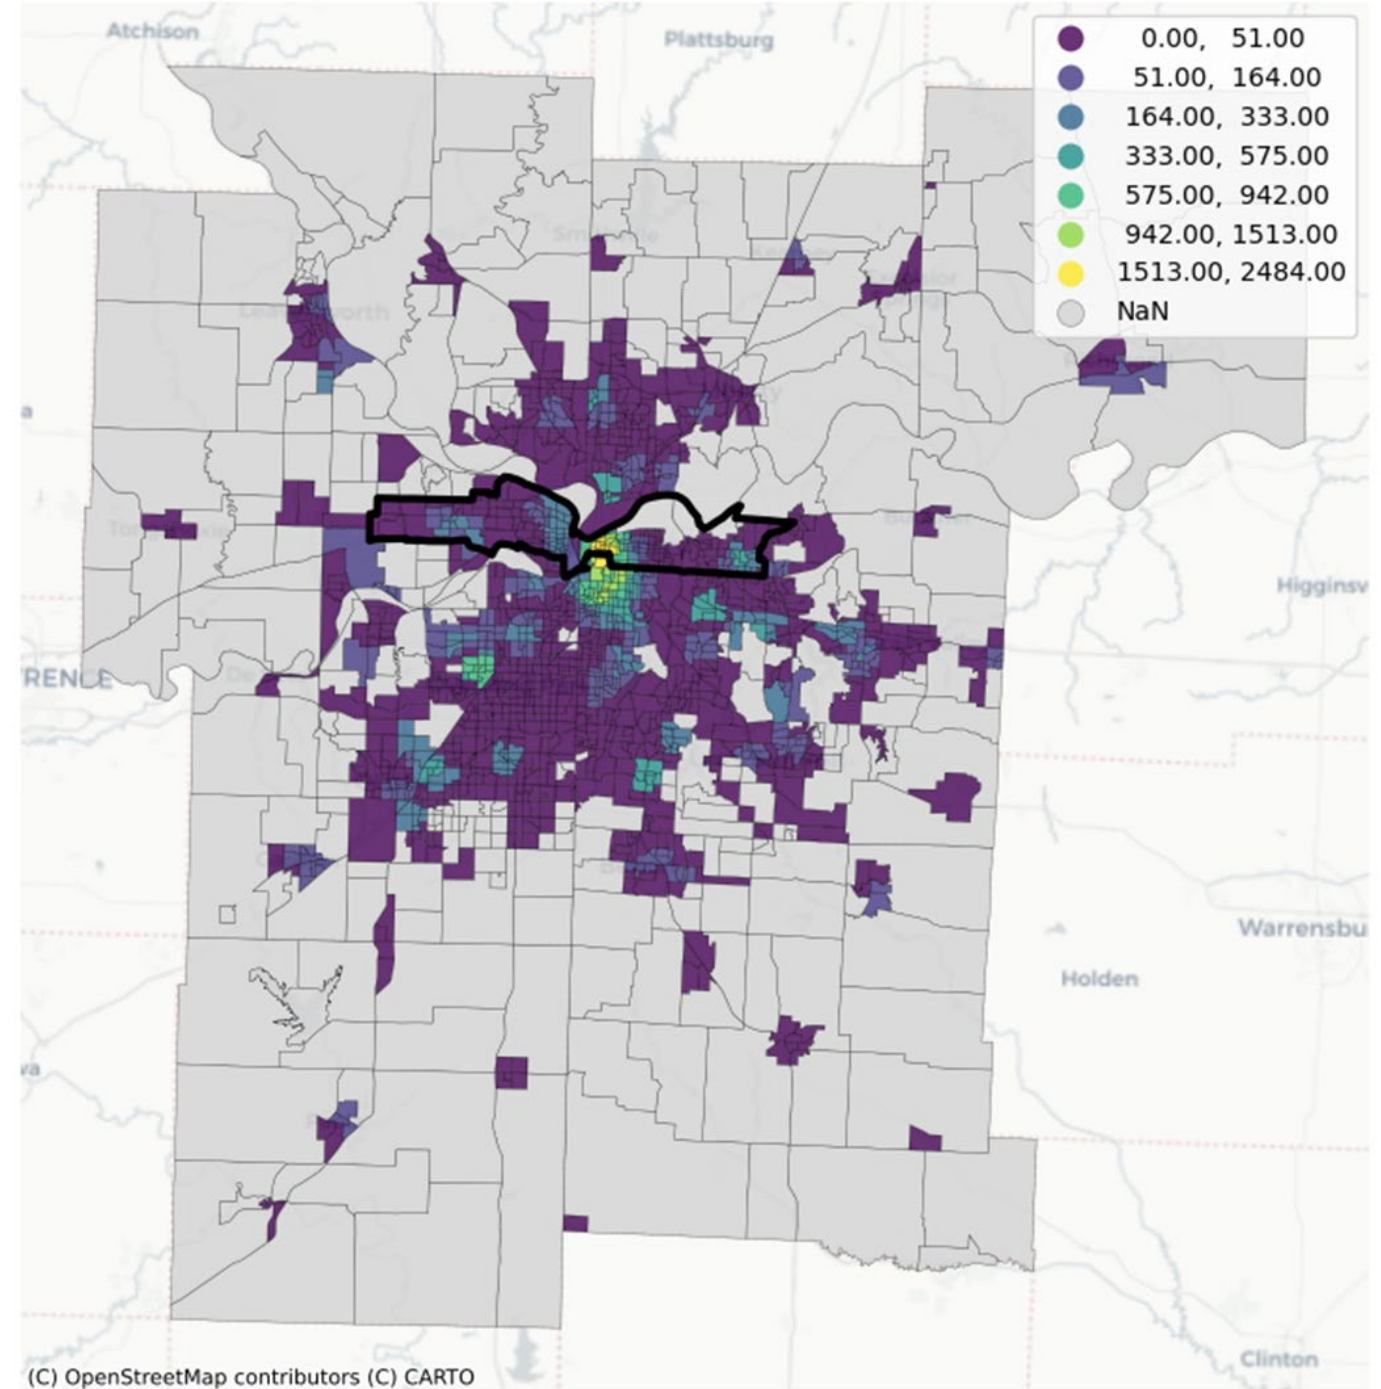 Atchison
Plattsburg
0.00, 51.00
51.00, 164.00
164.00, 333.00
333.00, 575.00
575.00, 942.00
942.00, 1513.00
1513.00, 2484.00
NaN
Higginsv
RENCE
Warrensbu
Holden
va
Clinton
(C) OpenStreetMap contributors (C) CARTO